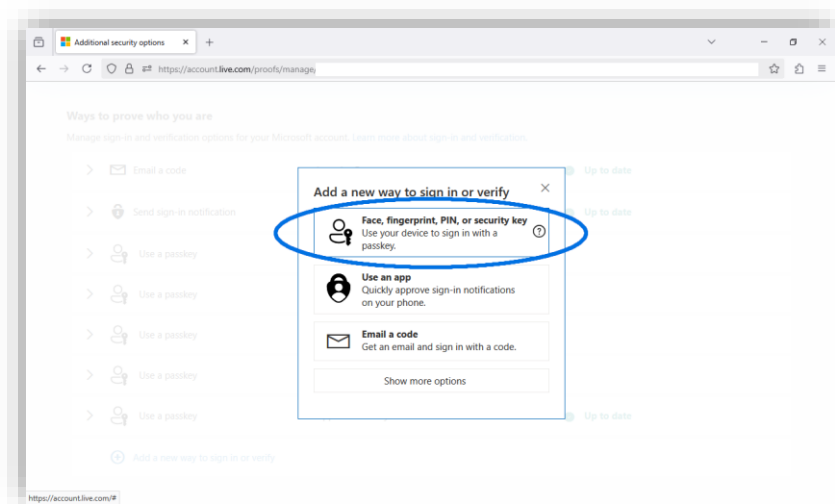 Additional security options
https://account.live.com/proofs/manage
Ways to prove who you are
Manage sign-in and verification options for your Microsoft account. Learn more about sign-in and verification.
Email a code
Up to date
Send sign-in notification
Up to date
Use a passkey
Use a passkey
Use a passkey
Use a passkey
Use a passkey
Up to date
Add a new way to sign in or verify
Add a new way to sign in or verify
Face, fingerprint, PIN, or security key
Use your device to sign in with a
passkey.
Use an app
Quickly approve sign-in notifications
on your phone.
Email a code
Get an email and sign in with a code.
Show more options
https://account.live.com/#